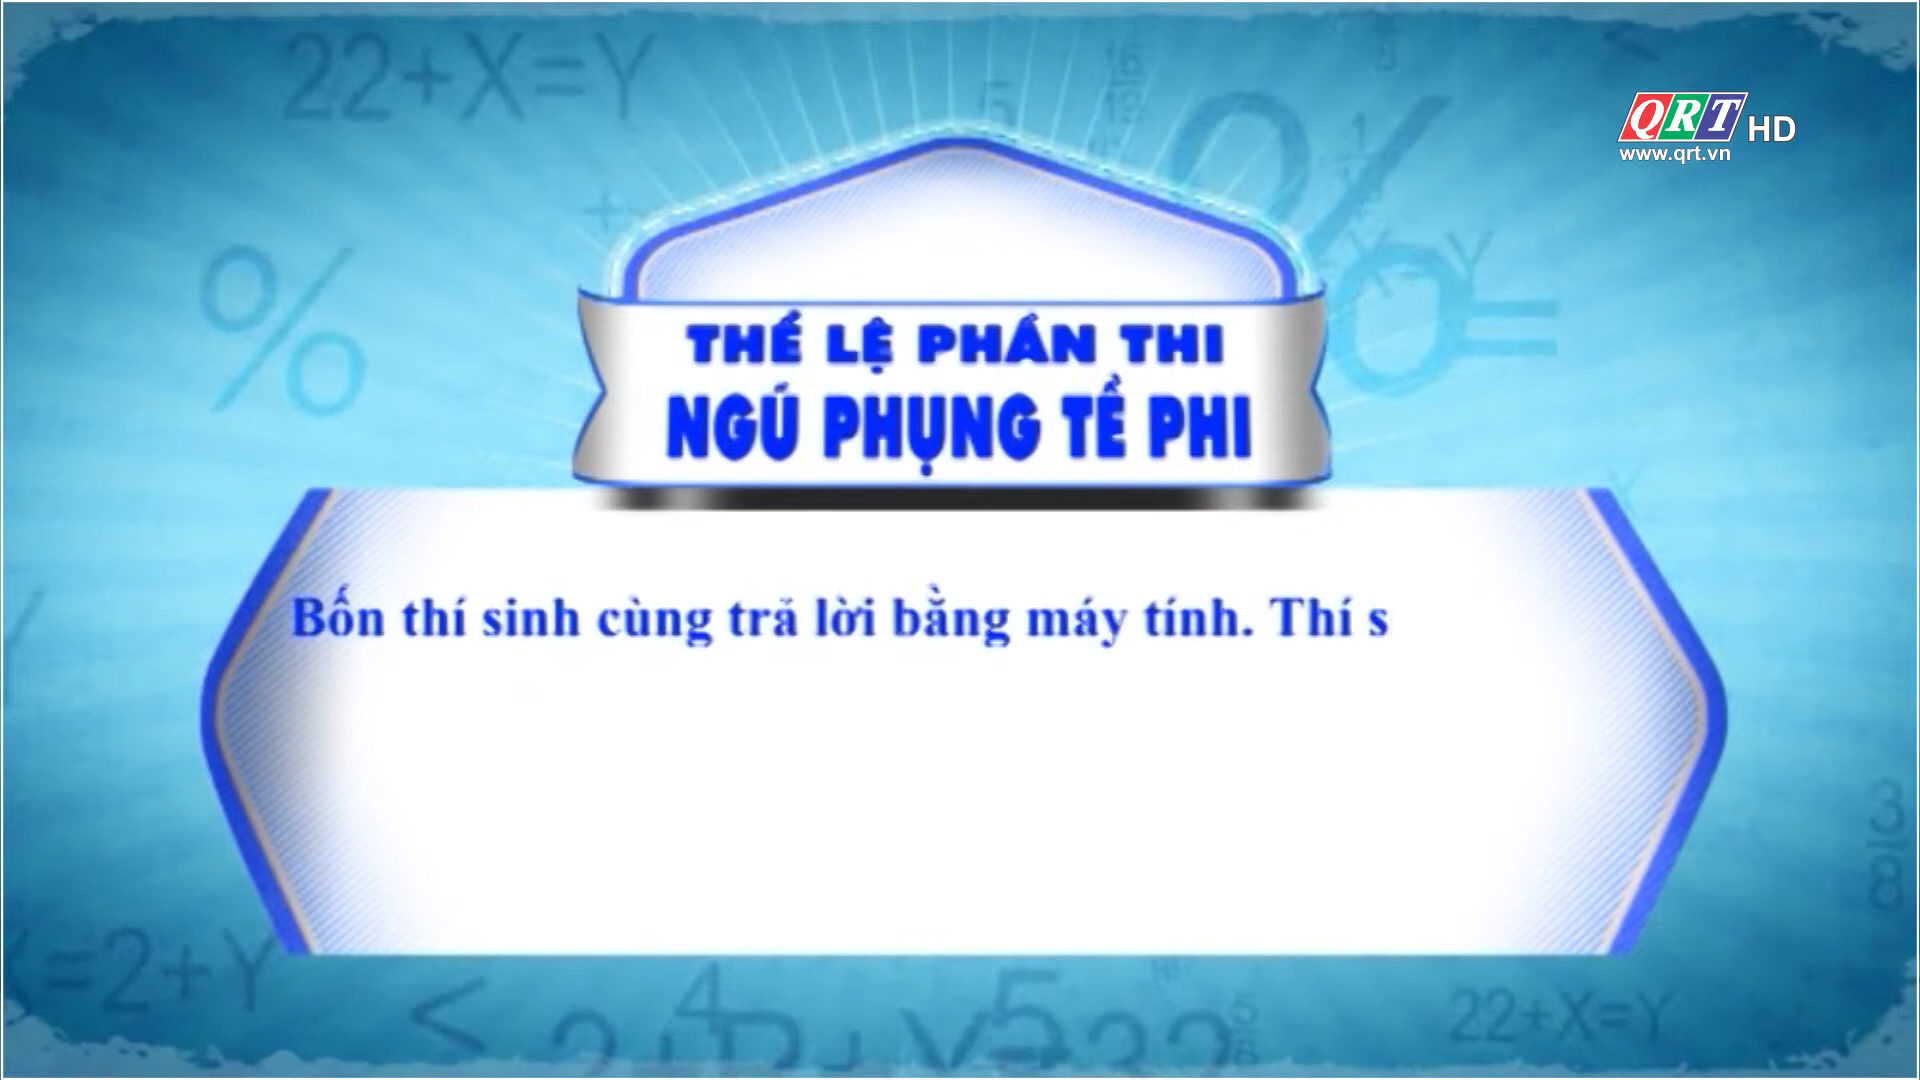 22+X=Y
QRT HD
www.qrt.vn
%
THỂ LỆ PHẦN THI
NGŨ PHỤNG TỀ PHI
Bốn thí sinh cùng trả lời bằng máy tính. Thí s
X=2+Y
22+X=Y